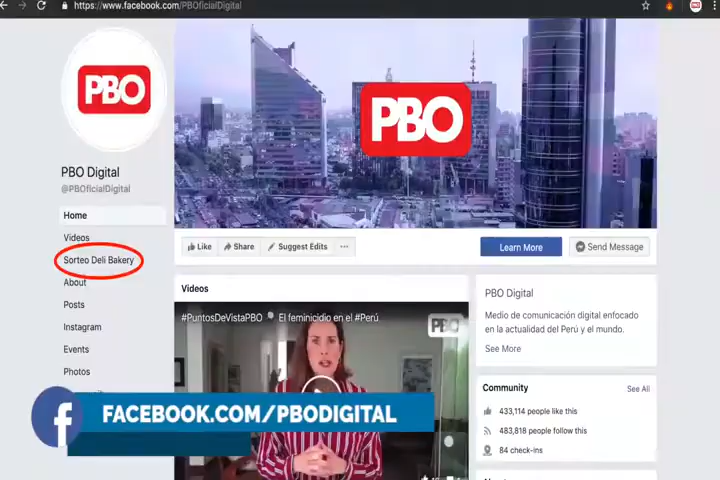 https://www.facebook.com/PBOficialDigital
PBO
PBO
PBO Digital
@PBOficialDigital
Home
Videos
Sorteo Deli Bakery
About
Posts
Instagram
Events
Photos
Like
Share
Suggest Edits
Learn More
Send Message
Videos
#PuntosDeVistaPBO
El feminicidio en el #Perú
PBO
PBO Digital
Medio de comunicación digital enfocado
en la actualidad del Perú y el mundo.
See More
Community
See All
433,114 people like this
483,818 people follow this
84 check-ins
f FACEBOOK.COM/PBODIGITAL